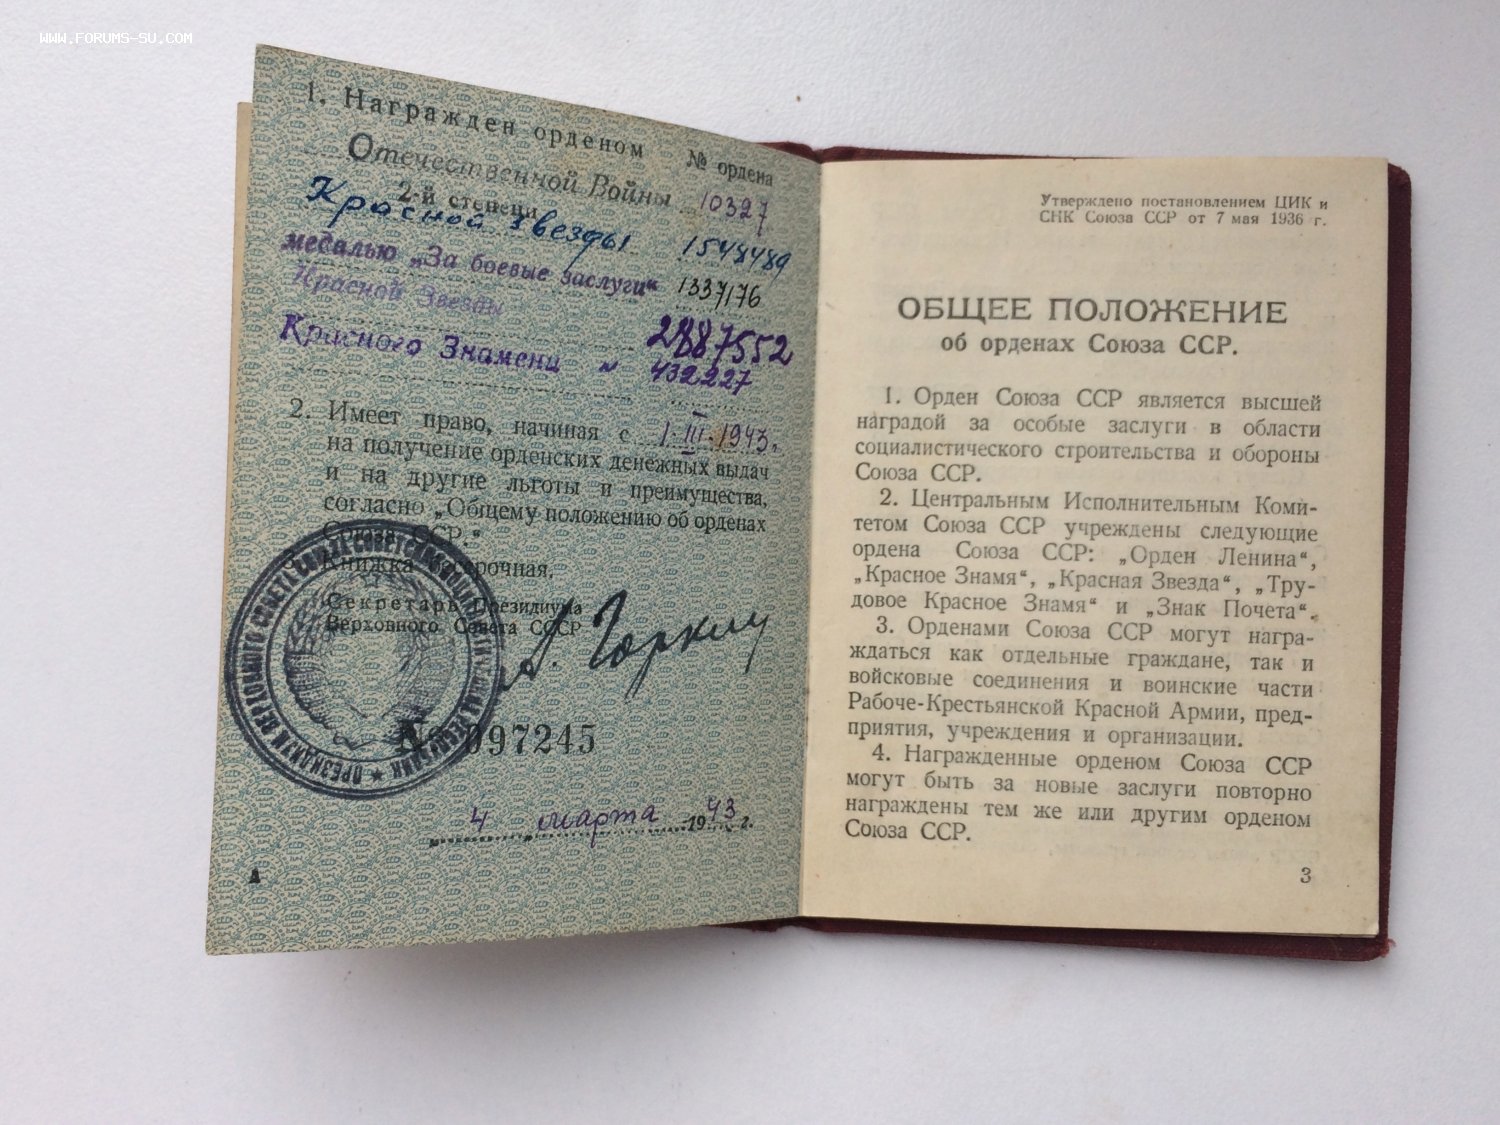 WWW.FORUMS-SU.COM
1. Награжден орденом № ордена
Отечественной Войны 10327
2-й степени
Красной Звезды 1548489
медалью „За боевые заслуги“ 1337176
Красной Звезды 2887552
Красного Знамени № 432227
2. Имеет право, начиная с 1.III.1943г.
на получение орденских денежных выдач
и на другие льготы и преимущества,
согласно „Общему положению об орденах
Союза ССР.“
3. Книжка бессрочная.
Секретарь Президиума
Верховного Совета СССР
А. Горкин
№ 097245
4 марта 1943 г.
Утверждено постановлением ЦИК и
СНК Союза ССР от 7 мая 1936 г.
ОБЩЕЕ ПОЛОЖЕНИЕ
об орденах Союза ССР.
1. Орден Союза ССР является высшей
наградой за особые заслуги в области
социалистического строительства и обороны
Союза ССР.
2. Центральным Исполнительным Коми-
тетом Союза ССР учреждены следующие
ордена Союза ССР: „Орден Ленина“,
„Красное Знамя“, „Красная Звезда“, „Тру-
довое Красное Знамя“ и „Знак Почета“.
3. Орденами Союза ССР могут награ-
ждаться как отдельные граждане, так и
войсковые соединения и воинские части
Рабоче-Крестьянской Красной Армии, пред-
приятия, учреждения и организации.
4. Награжденные орденом Союза ССР
могут быть за новые заслуги повторно
награждены тем же или другим орденом
Союза ССР.
3